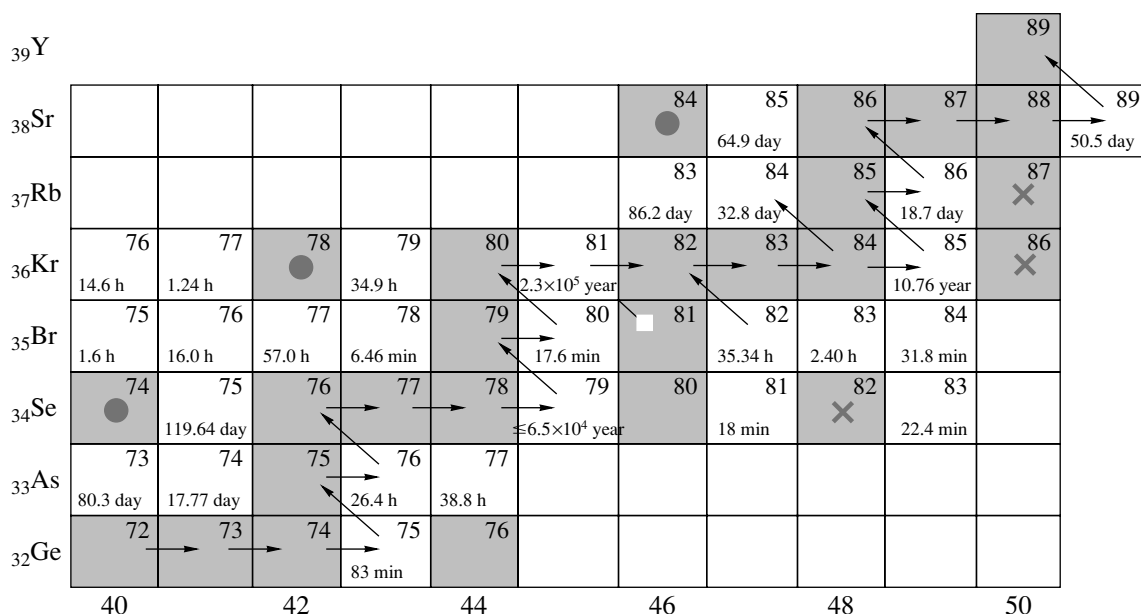 89
39Y
84 85 86 87 88 89
38Sr
64.9 day 50.5 day
83 84 85 86 87
37Rb
86.2 day 32.8 day 18.7 day
76 77 78 79 80 81 82 83 84 85 86
36Kr
14.6 h 1.24 h 34.9 h 2.3×10^5 year 10.76 year
75 76 77 78 79 80 81 82 83 84
35Br
1.6 h 16.0 h 57.0 h 6.46 min 17.6 min 35.34 h 2.40 h 31.8 min
74 75 76 77 78 79 80 81 82 83
34Se
119.64 day ≦6.5×10^4 year 18 min 22.4 min
73 74 75 76 77
33As
80.3 day 17.77 day 26.4 h 38.8 h
72 73 74 75 76
32Ge
83 min
40 42 44 46 48 50